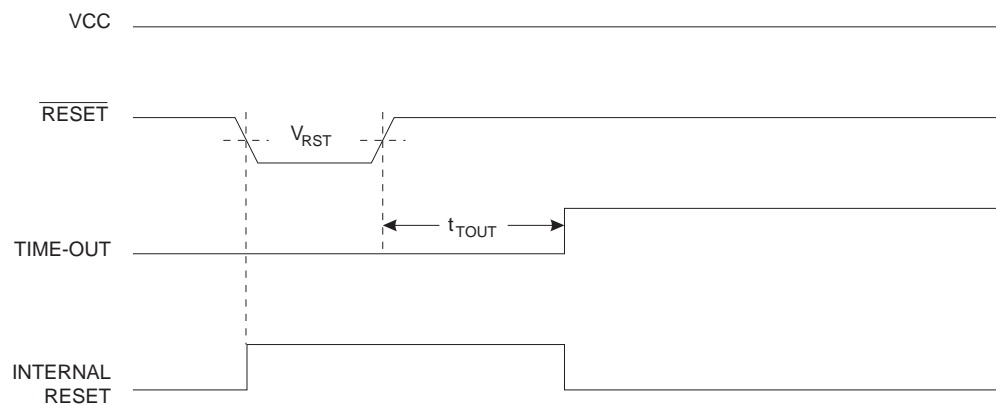 VCC
RESET
VRST
tTOUT
TIME-OUT
INTERNAL
RESET